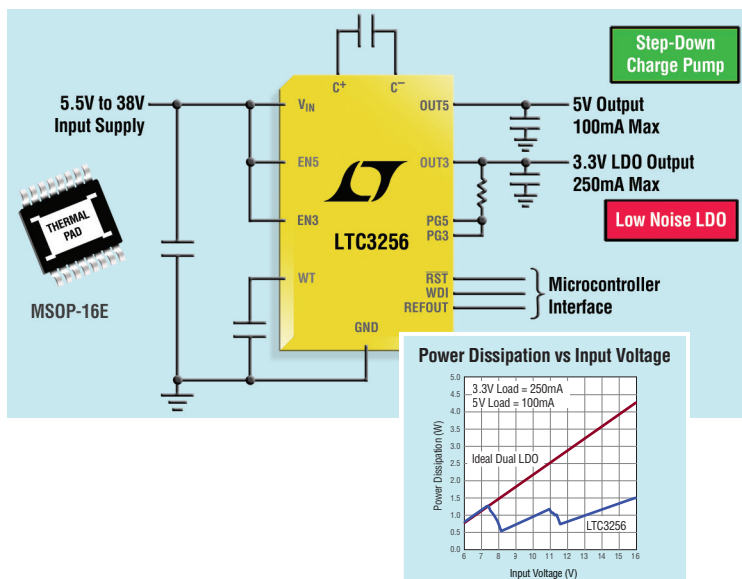 Step-Down
Charge Pump
C+
C−
5.5V to 38V
Input Supply
VIN
OUT5
5V Output
100mA Max
EN5
OUT3
3.3V LDO Output
250mA Max
THERMAL
PAD
EN3
PG5
PG3
Low Noise LDO
LTC3256
MSOP-16E
WT
RST
WDI
REFOUT
Microcontroller
Interface
GND
Power Dissipation vs Input Voltage
5.0
4.5
4.0
3.5
3.0
2.5
2.0
1.5
1.0
0.5
0.0
Power Dissipation (W)
3.3V Load = 250mA
5V Load = 100mA
Ideal Dual LDO
LTC3256
6 7 8 9 10 11 12 13 14 15 16
Input Voltage (V)